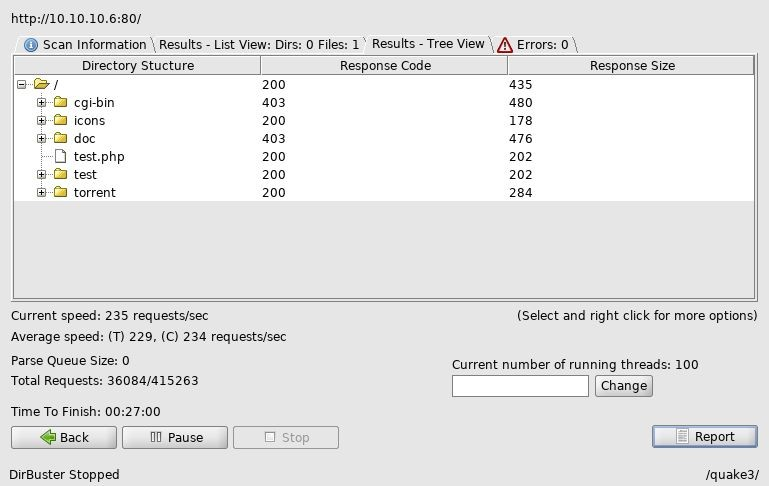 http://10.10.10.6:80/
Scan Information Results - List View: Dirs: 0 Files: 1 Results - Tree View Errors: 0
Directory Stucture Response Code Response Size
/ 200 435
cgi-bin 403 480
icons 200 178
doc 403 476
test.php 200 202
test 200 202
torrent 200 284
Current speed: 235 requests/sec (Select and right click for more options)
Average speed: (T) 229, (C) 234 requests/sec
Parse Queue Size: 0
Current number of running threads: 100
Total Requests: 36084/415263
Change
Time To Finish: 00:27:00
Back Pause Stop Report
DirBuster Stopped /quake3/